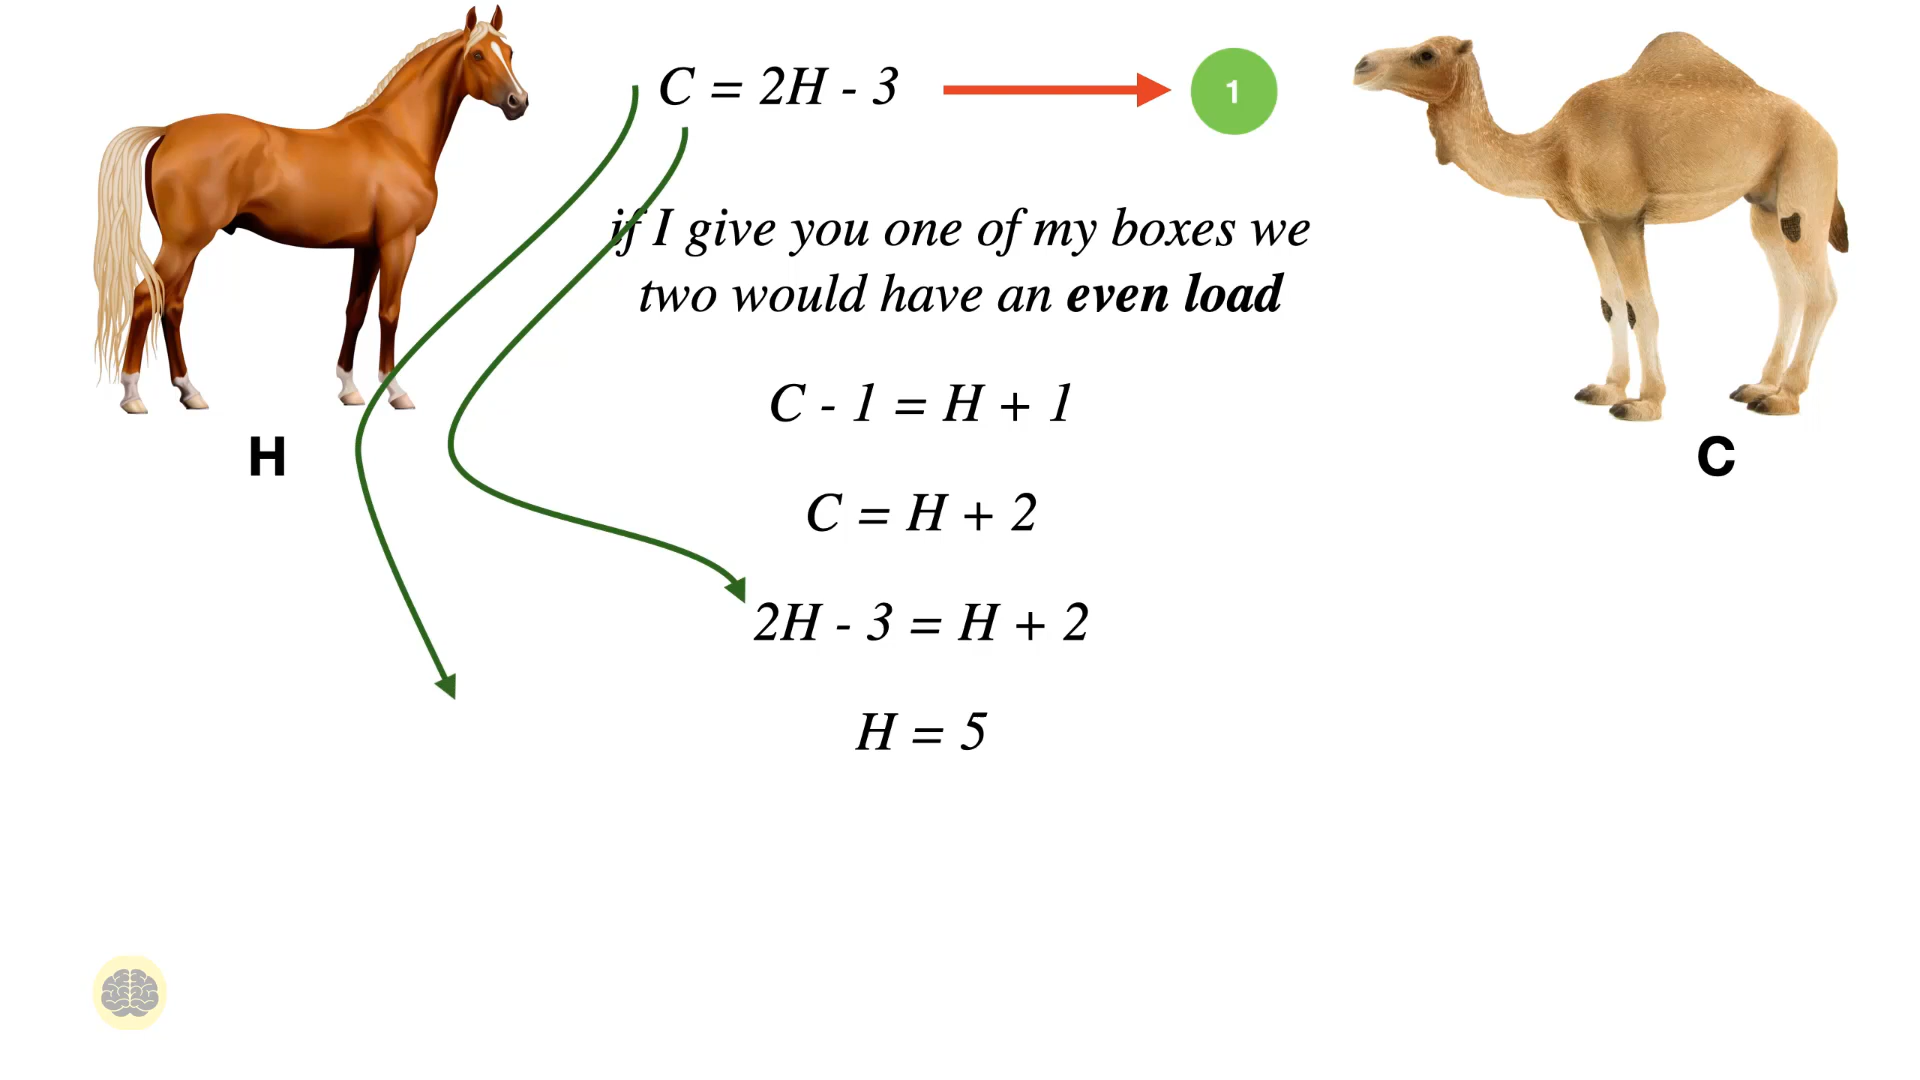 C = 2H - 3
1
if I give you one of my boxes we
two would have an even load
C - 1 = H + 1
H
C
C = H + 2
2H - 3 = H + 2
H = 5